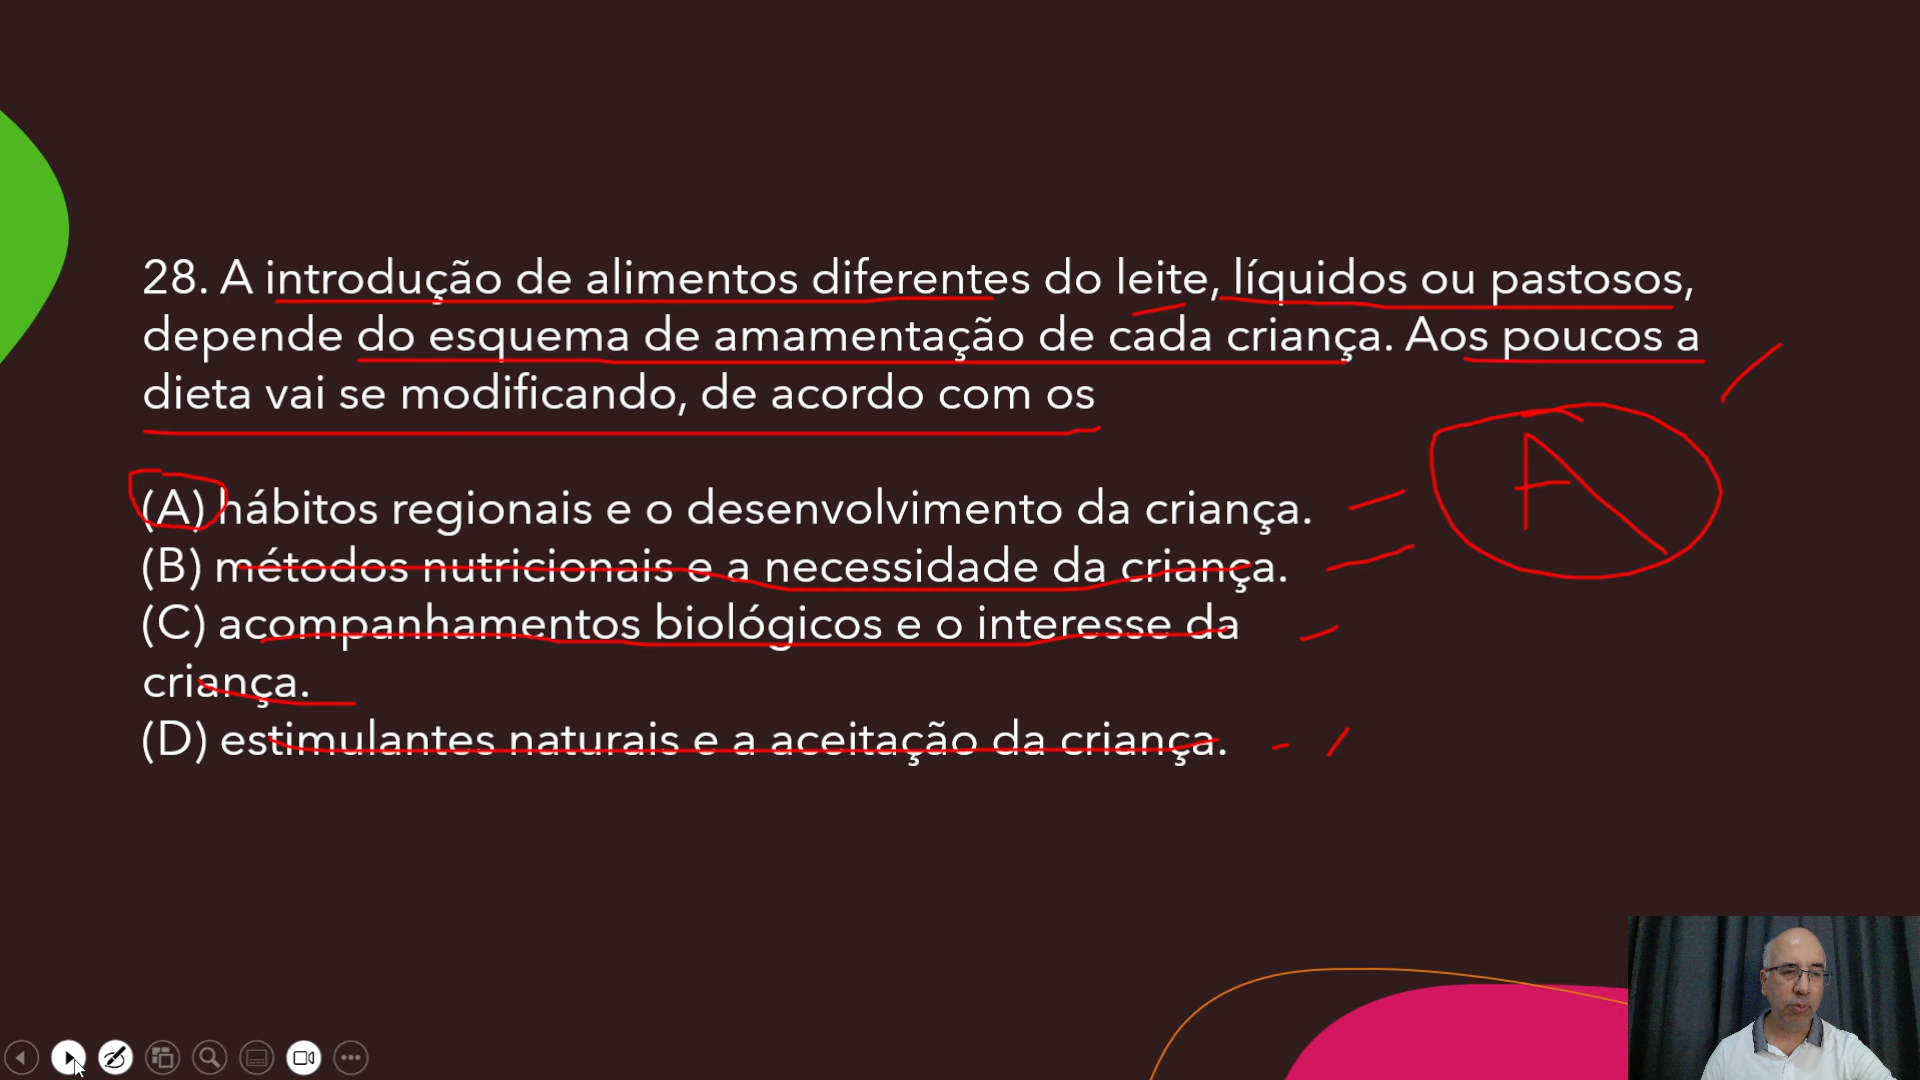 28. A introdução de alimentos diferentes do leite, líquidos ou pastosos,
depende do esquema de amamentação de cada criança. Aos poucos a
dieta vai se modificando, de acordo com os
(A) hábitos regionais e o desenvolvimento da criança.
A
(B) métodos nutricionais e a necessidade da criança.
(C) acompanhamentos biológicos e o interesse da
criança.
(D) estimulantes naturais e a aceitação da criança.